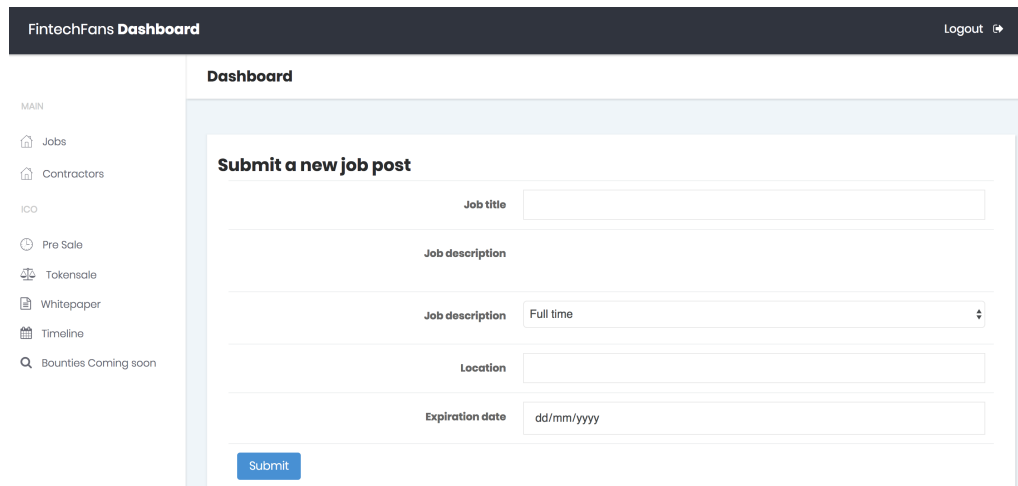 FintechFans Dashboard
Logout
Dashboard
MAIN
Jobs
Contractors
ICO
Pre Sale
Tokensale
Whitepaper
Timeline
Bounties Coming soon
Submit a new job post
Job title
Job description
Job description Full time
Location
Expiration date dd/mm/yyyy
Submit